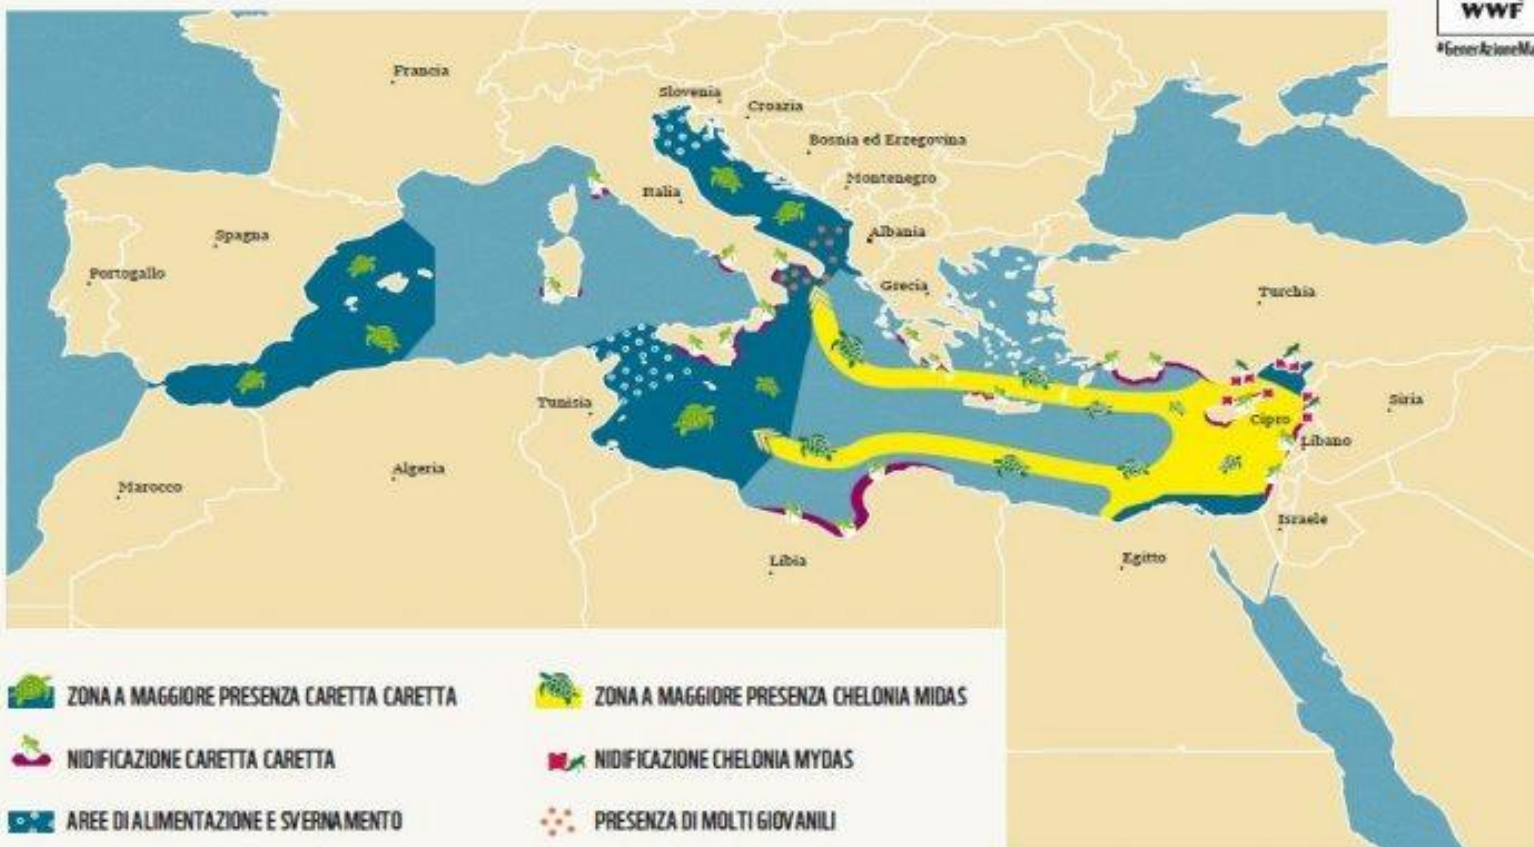 WWF
Francia
Slovenia
Croazia
Bosnia ed Erzegovina
Montenegro
Italia
Albania
Spagna
Portogallo
Grecia
Turchia
Tunisia
Siria
Cipro
Libano
Algeria
Marocco
Israele
Libia
Egitto
ZONA A MAGGIORE PRESENZA CARETTA CARETTA
ZONA A MAGGIORE PRESENZA CHELONIA MIDAS
NIDIFICAZIONE CARETTA CARETTA
NIDIFICAZIONE CHELONIA MYDAS
AREE DI ALIMENTAZIONE E SVERNAMENTO
PRESENZA DI MOLTI GIOVANILI